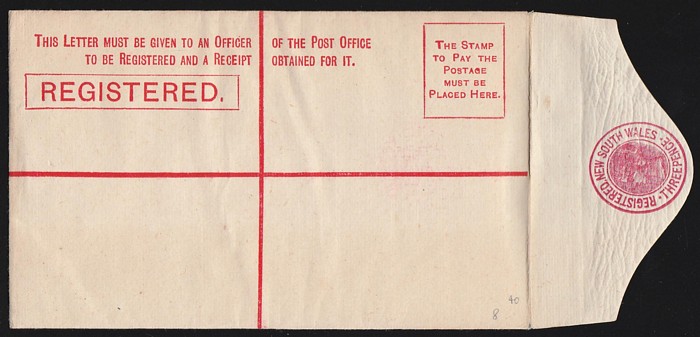 THIS LETTER MUST BE GIVEN TO AN OFFICER OF THE POST OFFICE
TO BE REGISTERED AND A RECEIPT OBTAINED FOR IT.
REGISTERED.
THE STAMP
TO PAY THE
POSTAGE
MUST BE
PLACED HERE.
REGISTERED·NEW SOUTH WALES·THREEPENCE·
40
8